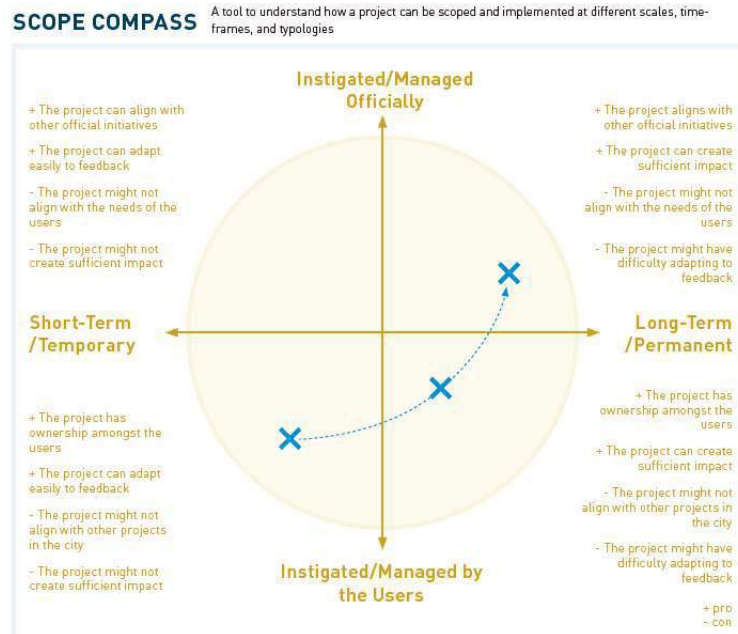 SCOPE COMPASS
A tool to understand how a project can be scoped and implemented at different scales, time-
frames, and typologies
Instigated/Managed
Officially
+ The project can align with
other official initiatives
+ The project can adapt
easily to feedback
- The project might not
align with the needs of the
users
- The project might not
create sufficient impact
+ The project aligns with
other official initiatives
+ The project can create
sufficient impact
- The project might not
align with the needs of the
users
- The project might have
difficulty adapting to
feedback
Short-Term
/Temporary
Long-Term
/Permanent
+ The project has
ownership amongst the
users
+ The project can adapt
easily to feedback
- The project might not
align with other projects
in the city
- The project might not
create sufficient impact
+ The project has
ownership amongst the
users
+ The project can create
sufficient impact
- The project might not
align with other projects in
the city
- The project might have
difficulty adapting to
feedback
Instigated/Managed by
the Users
+ pro
- con